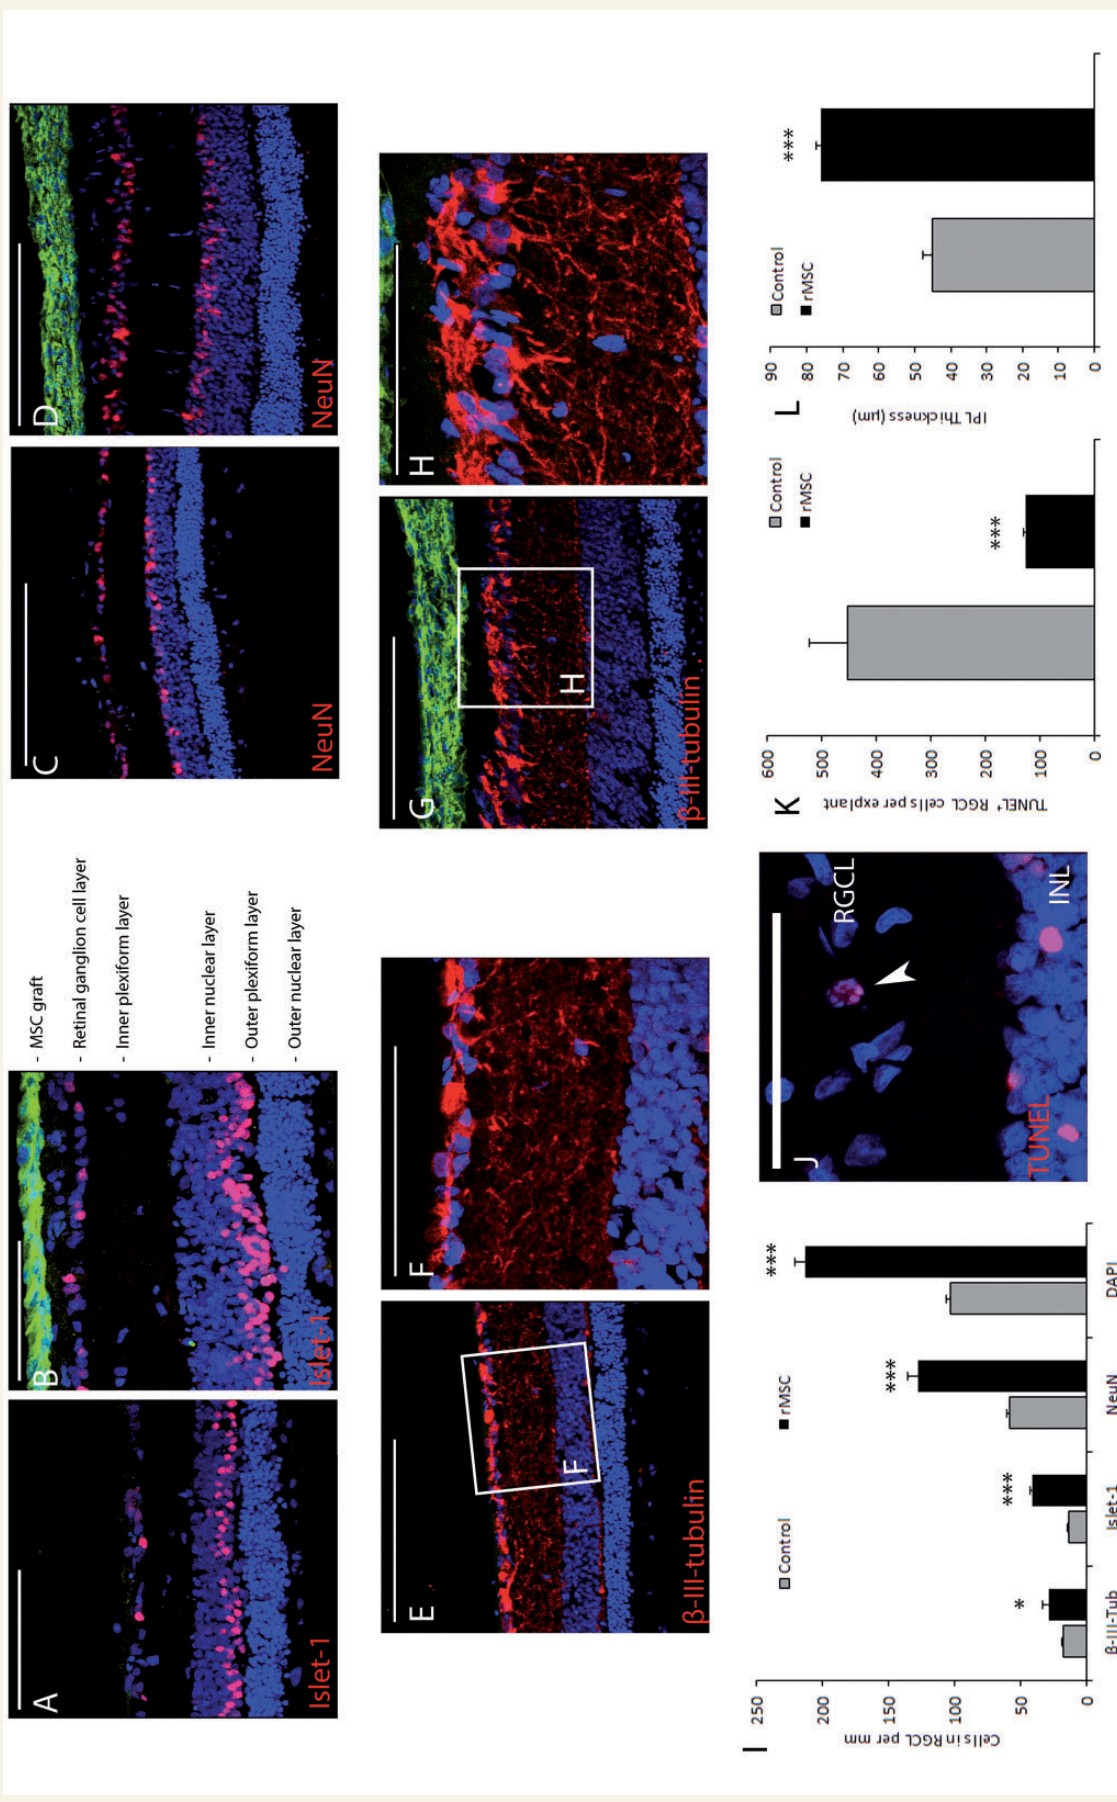 A
Islet-1
B
Islet-1
- MSC graft
- Retinal ganglion cell layer
- Inner plexiform layer
- Inner nuclear layer
- Outer plexiform layer
- Outer nuclear layer
C
NeuN
D
NeuN
E
F
β-III-tubulin
F
G
H
β-III-tubulin
H
I
Control
rMSC
Cells in RGCL per mm
250
200
150
100
50
0
*
***
***
***
β-III-Tub
Islet-1
NeuN
DAPI
J
RGCL
TUNEL
INL
K
Control
rMSC
TUNEL⁺ RGCL cells per explant
600
500
400
300
200
100
0
***
L
Control
rMSC
IPL Thickness (μm)
90
80
70
60
50
40
30
20
10
0
***